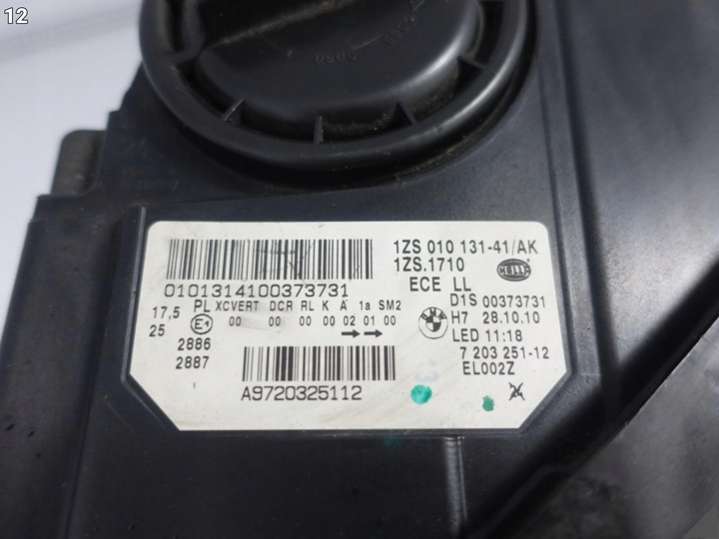 12
1ZS 010 131-41/AK
1ZS.1710
HELLA
0101314100373731
ECE LL
17,5 PL XCVERT DCR RL K A 1a SM2
D1S 00373731
25 E1 00 00 00 00 02 01 00
H7 28.10.10
2886
LED 11:18
2887
7 203 251-12
EL002Z
A9720325112